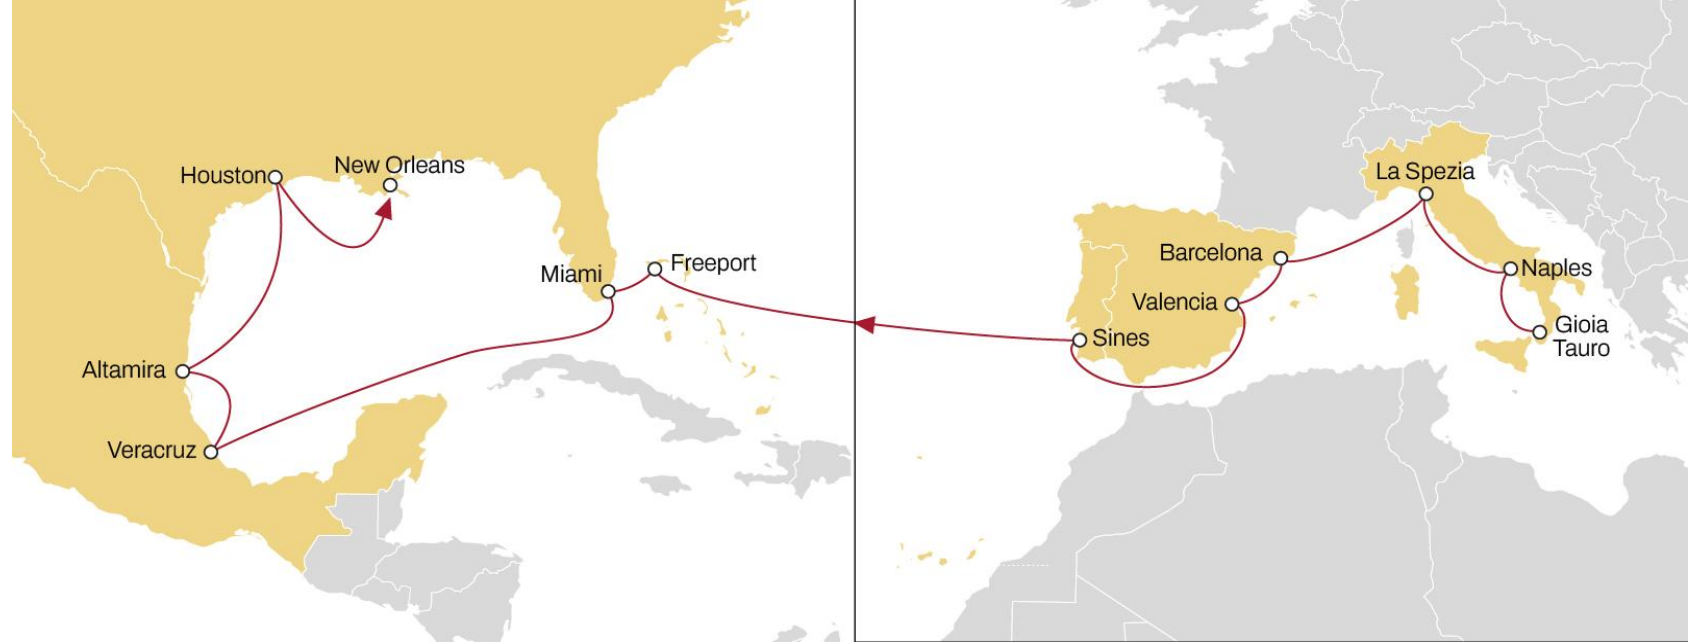 New Orleans
Houston
La Spezia
Barcelona
Freeport
Miami
Naples
Valencia
Sines
Gioia
Tauro
Altamira
Veracruz